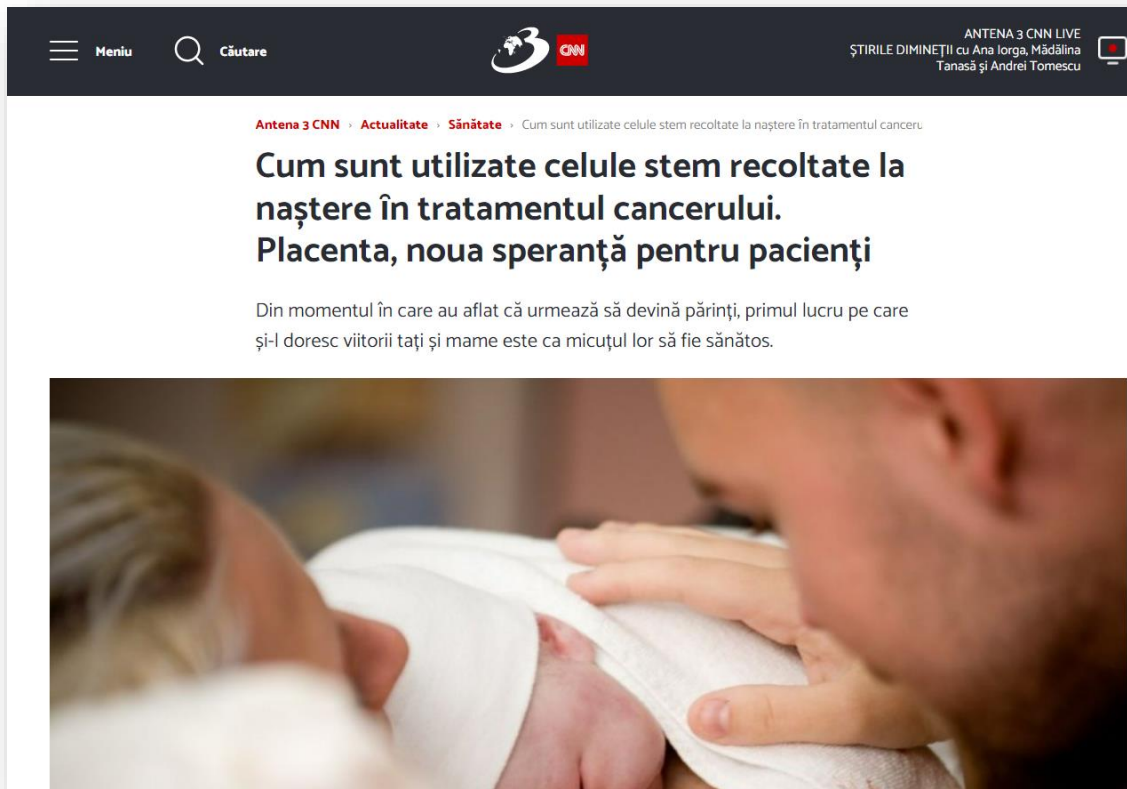 Meniu
Căutare
3 CNN
ANTENA 3 CNN LIVE
ȘTIRILE DIMINEȚII cu Ana Iorga, Mădălina
Tanasă și Andrei Tomescu
Antena 3 CNN › Actualitate › Sănătate › Cum sunt utilizate celule stem recoltate la naștere în tratamentul canceru
Cum sunt utilizate celule stem recoltate la
naștere în tratamentul cancerului.
Placenta, noua speranță pentru pacienți
Din momentul în care au aflat că urmează să devină părinți, primul lucru pe care
și-l doresc viitorii tați și mame este ca micuțul lor să fie sănătos.